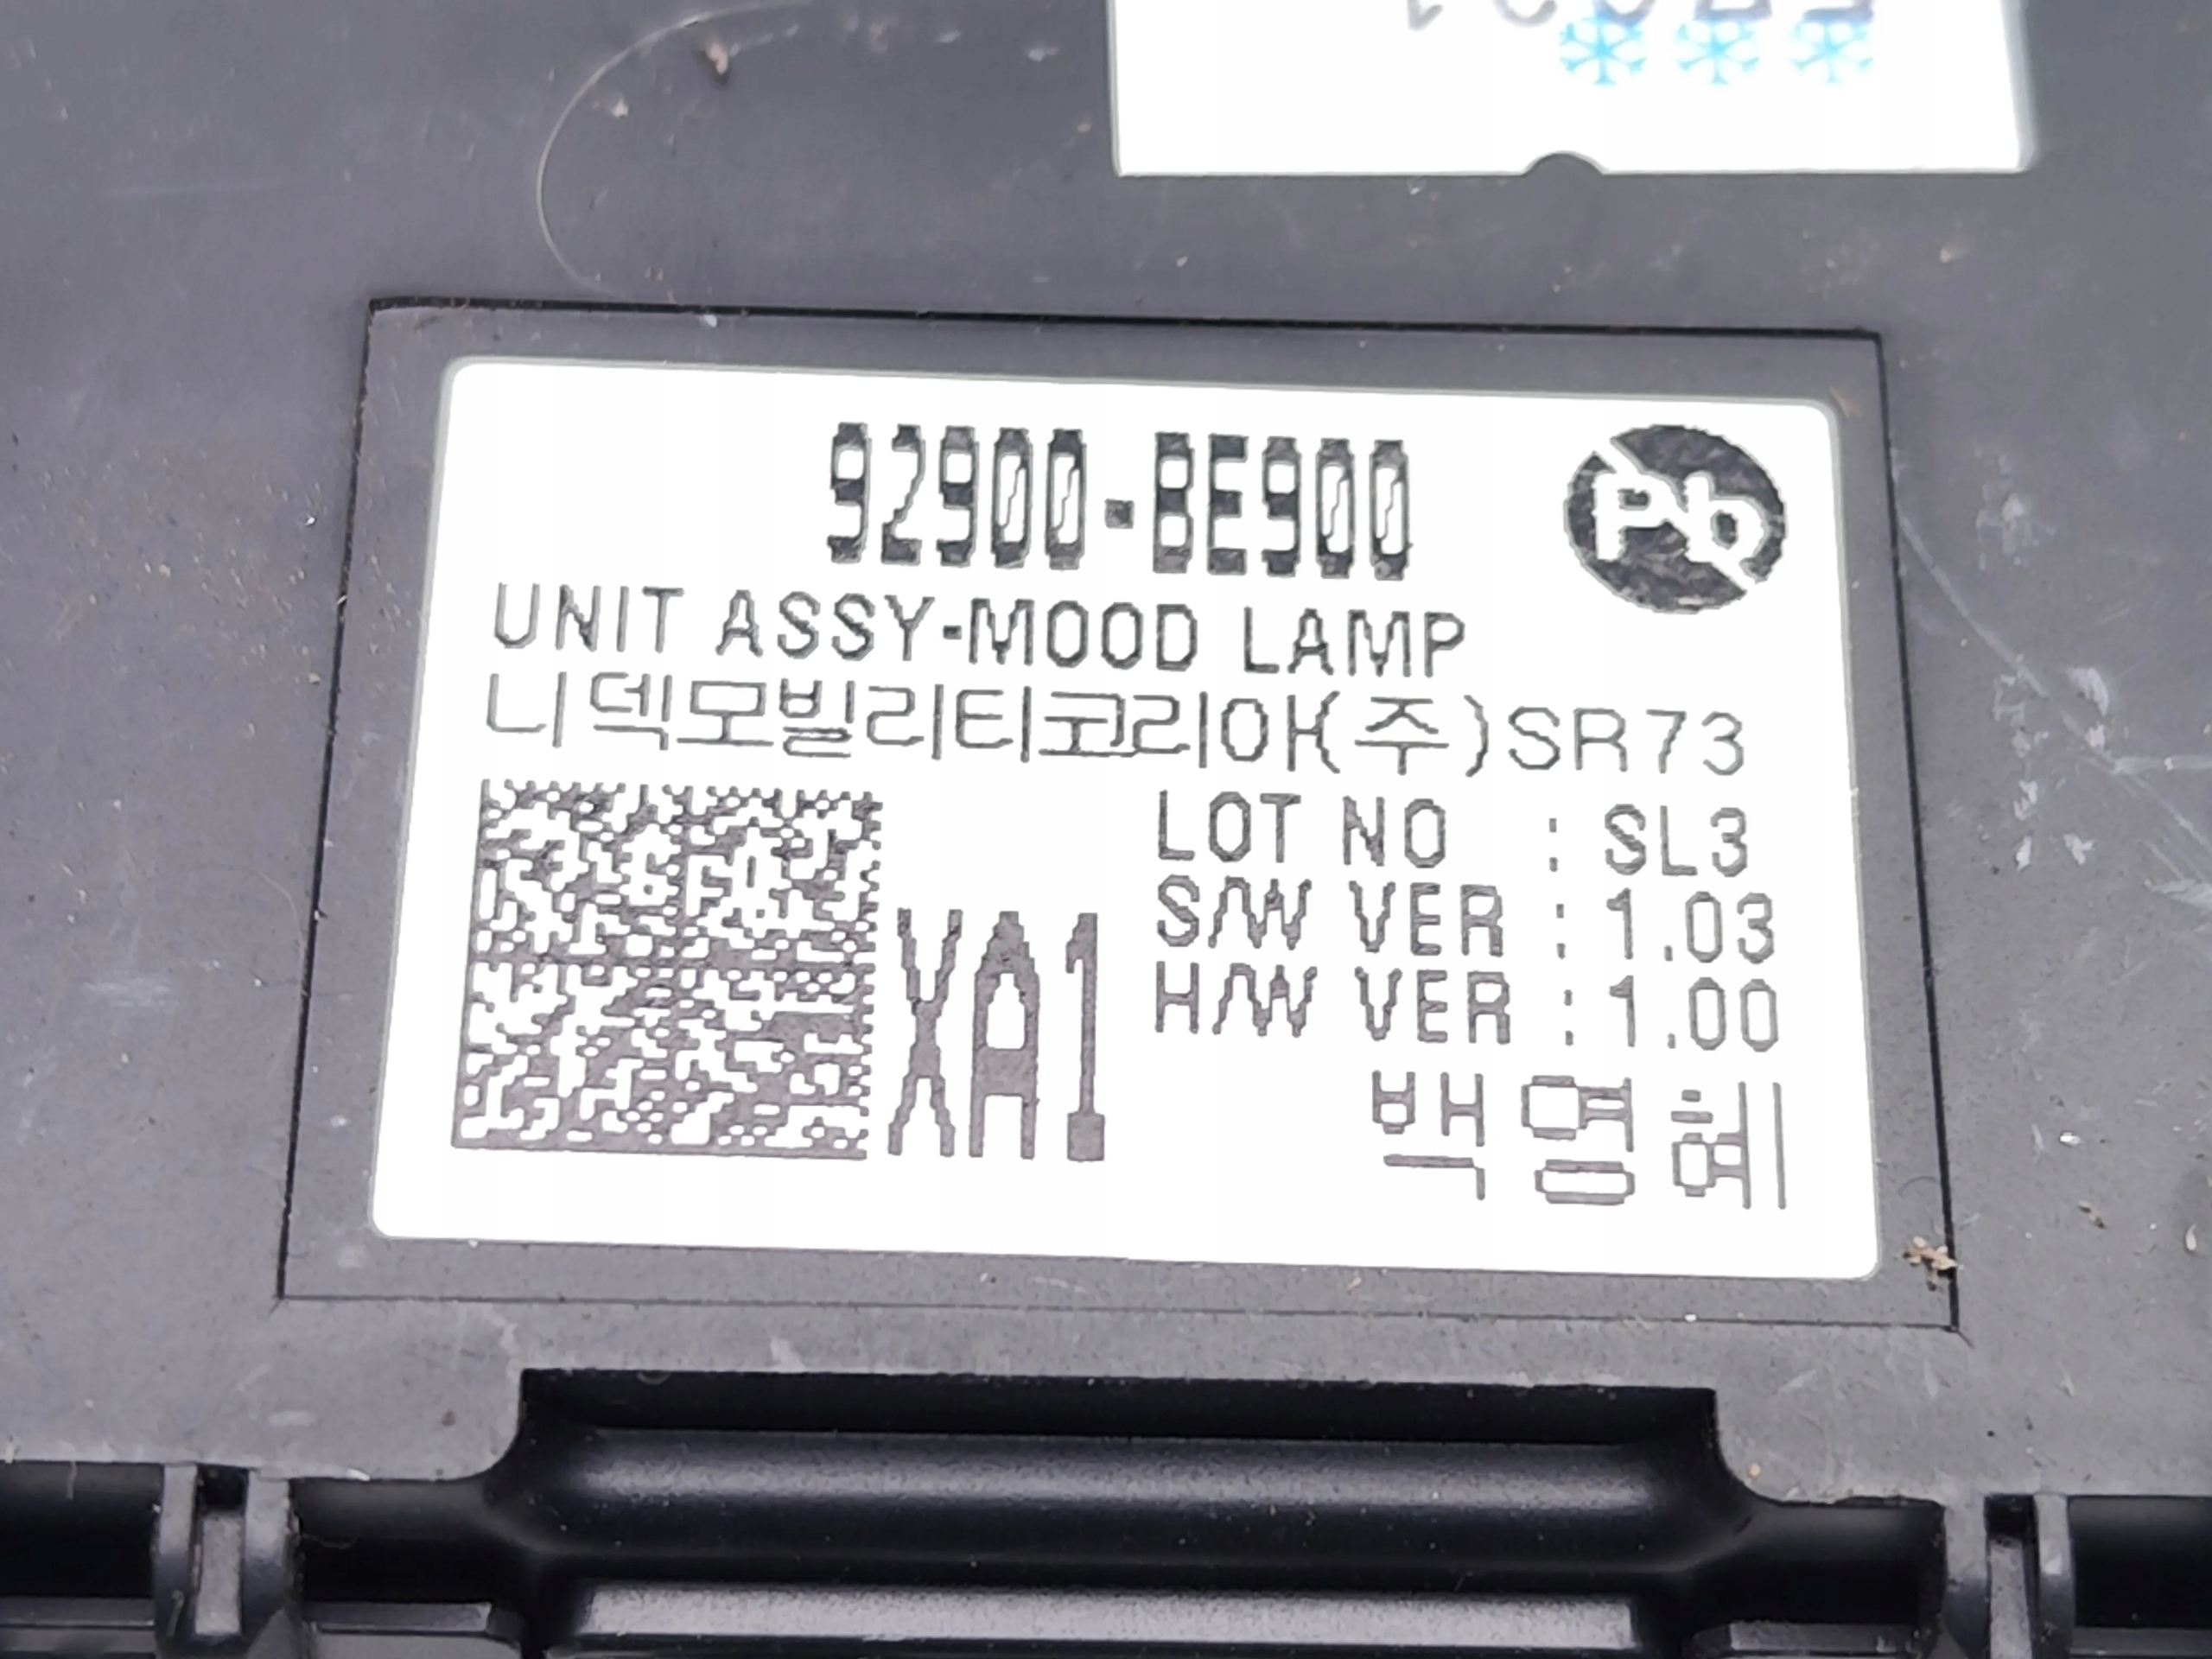 92900-BE900
Pb
UNIT ASSY-MOOD LAMP
니덱모빌리티코리아(주)SR73
LOT NO : SL3
S/W VER : 1.03
H/W VER : 1.00
XA1
백영혜